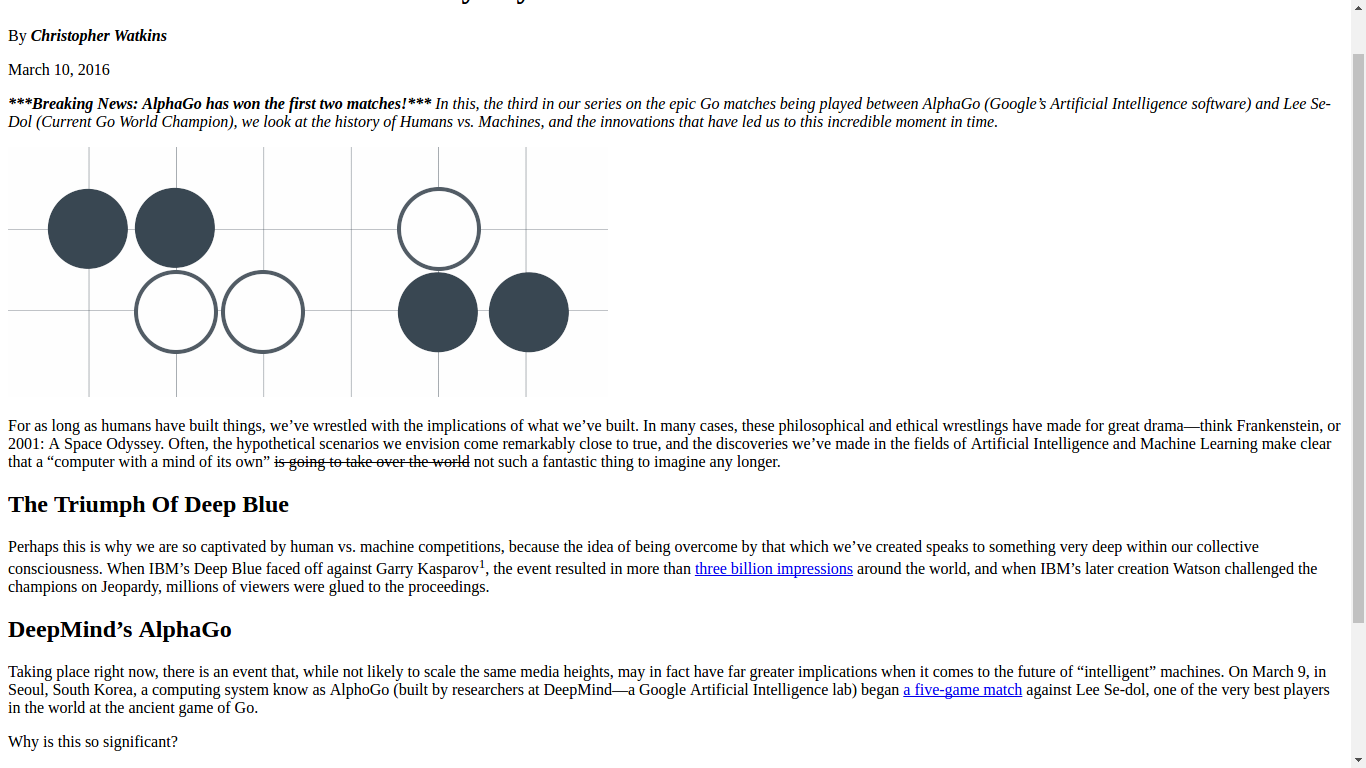 By Christopher Watkins
March 10, 2016
***Breaking News: AlphaGo has won the first two matches!*** In this, the third in our series on the epic Go matches being played between AlphaGo (Google’s Artificial Intelligence software) and Lee Se-
Dol (Current Go World Champion), we look at the history of Humans vs. Machines, and the innovations that have led us to this incredible moment in time.
For as long as humans have built things, we’ve wrestled with the implications of what we’ve built. In many cases, these philosophical and ethical wrestlings have made for great drama—think Frankenstein, or
2001: A Space Odyssey. Often, the hypothetical scenarios we envision come remarkably close to true, and the discoveries we’ve made in the fields of Artificial Intelligence and Machine Learning make clear
that a “computer with a mind of its own” is going to take over the world not such a fantastic thing to imagine any longer.
The Triumph Of Deep Blue
Perhaps this is why we are so captivated by human vs. machine competitions, because the idea of being overcome by that which we’ve created speaks to something very deep within our collective
consciousness. When IBM’s Deep Blue faced off against Garry Kasparov1, the event resulted in more than three billion impressions around the world, and when IBM’s later creation Watson challenged the
champions on Jeopardy, millions of viewers were glued to the proceedings.
DeepMind’s AlphaGo
Taking place right now, there is an event that, while not likely to scale the same media heights, may in fact have far greater implications when it comes to the future of “intelligent” machines. On March 9, in
Seoul, South Korea, a computing system know as AlphoGo (built by researchers at DeepMind—a Google Artificial Intelligence lab) began a five-game match against Lee Se-dol, one of the very best players
in the world at the ancient game of Go.
Why is this so significant?